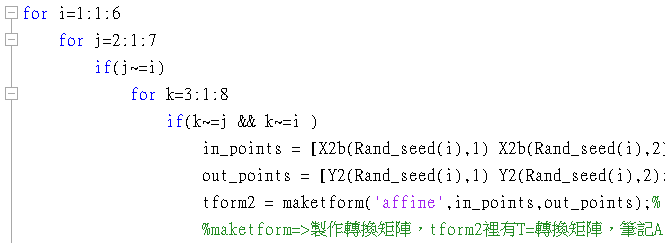 for i=1:1:6
for j=2:1:7
if(j~=i)
for k=3:1:8
if(k~=j && k~=i )
in_points = [X2b(Rand_seed(i),1) X2b(Rand_seed(i),2)
out_points = [Y2(Rand_seed(i),1) Y2(Rand_seed(i),2);
tform2 = maketform('affine',in_points,out_points);%
%maketform=>製作轉換矩陣，tform2裡有T=轉換矩陣，筆記A.